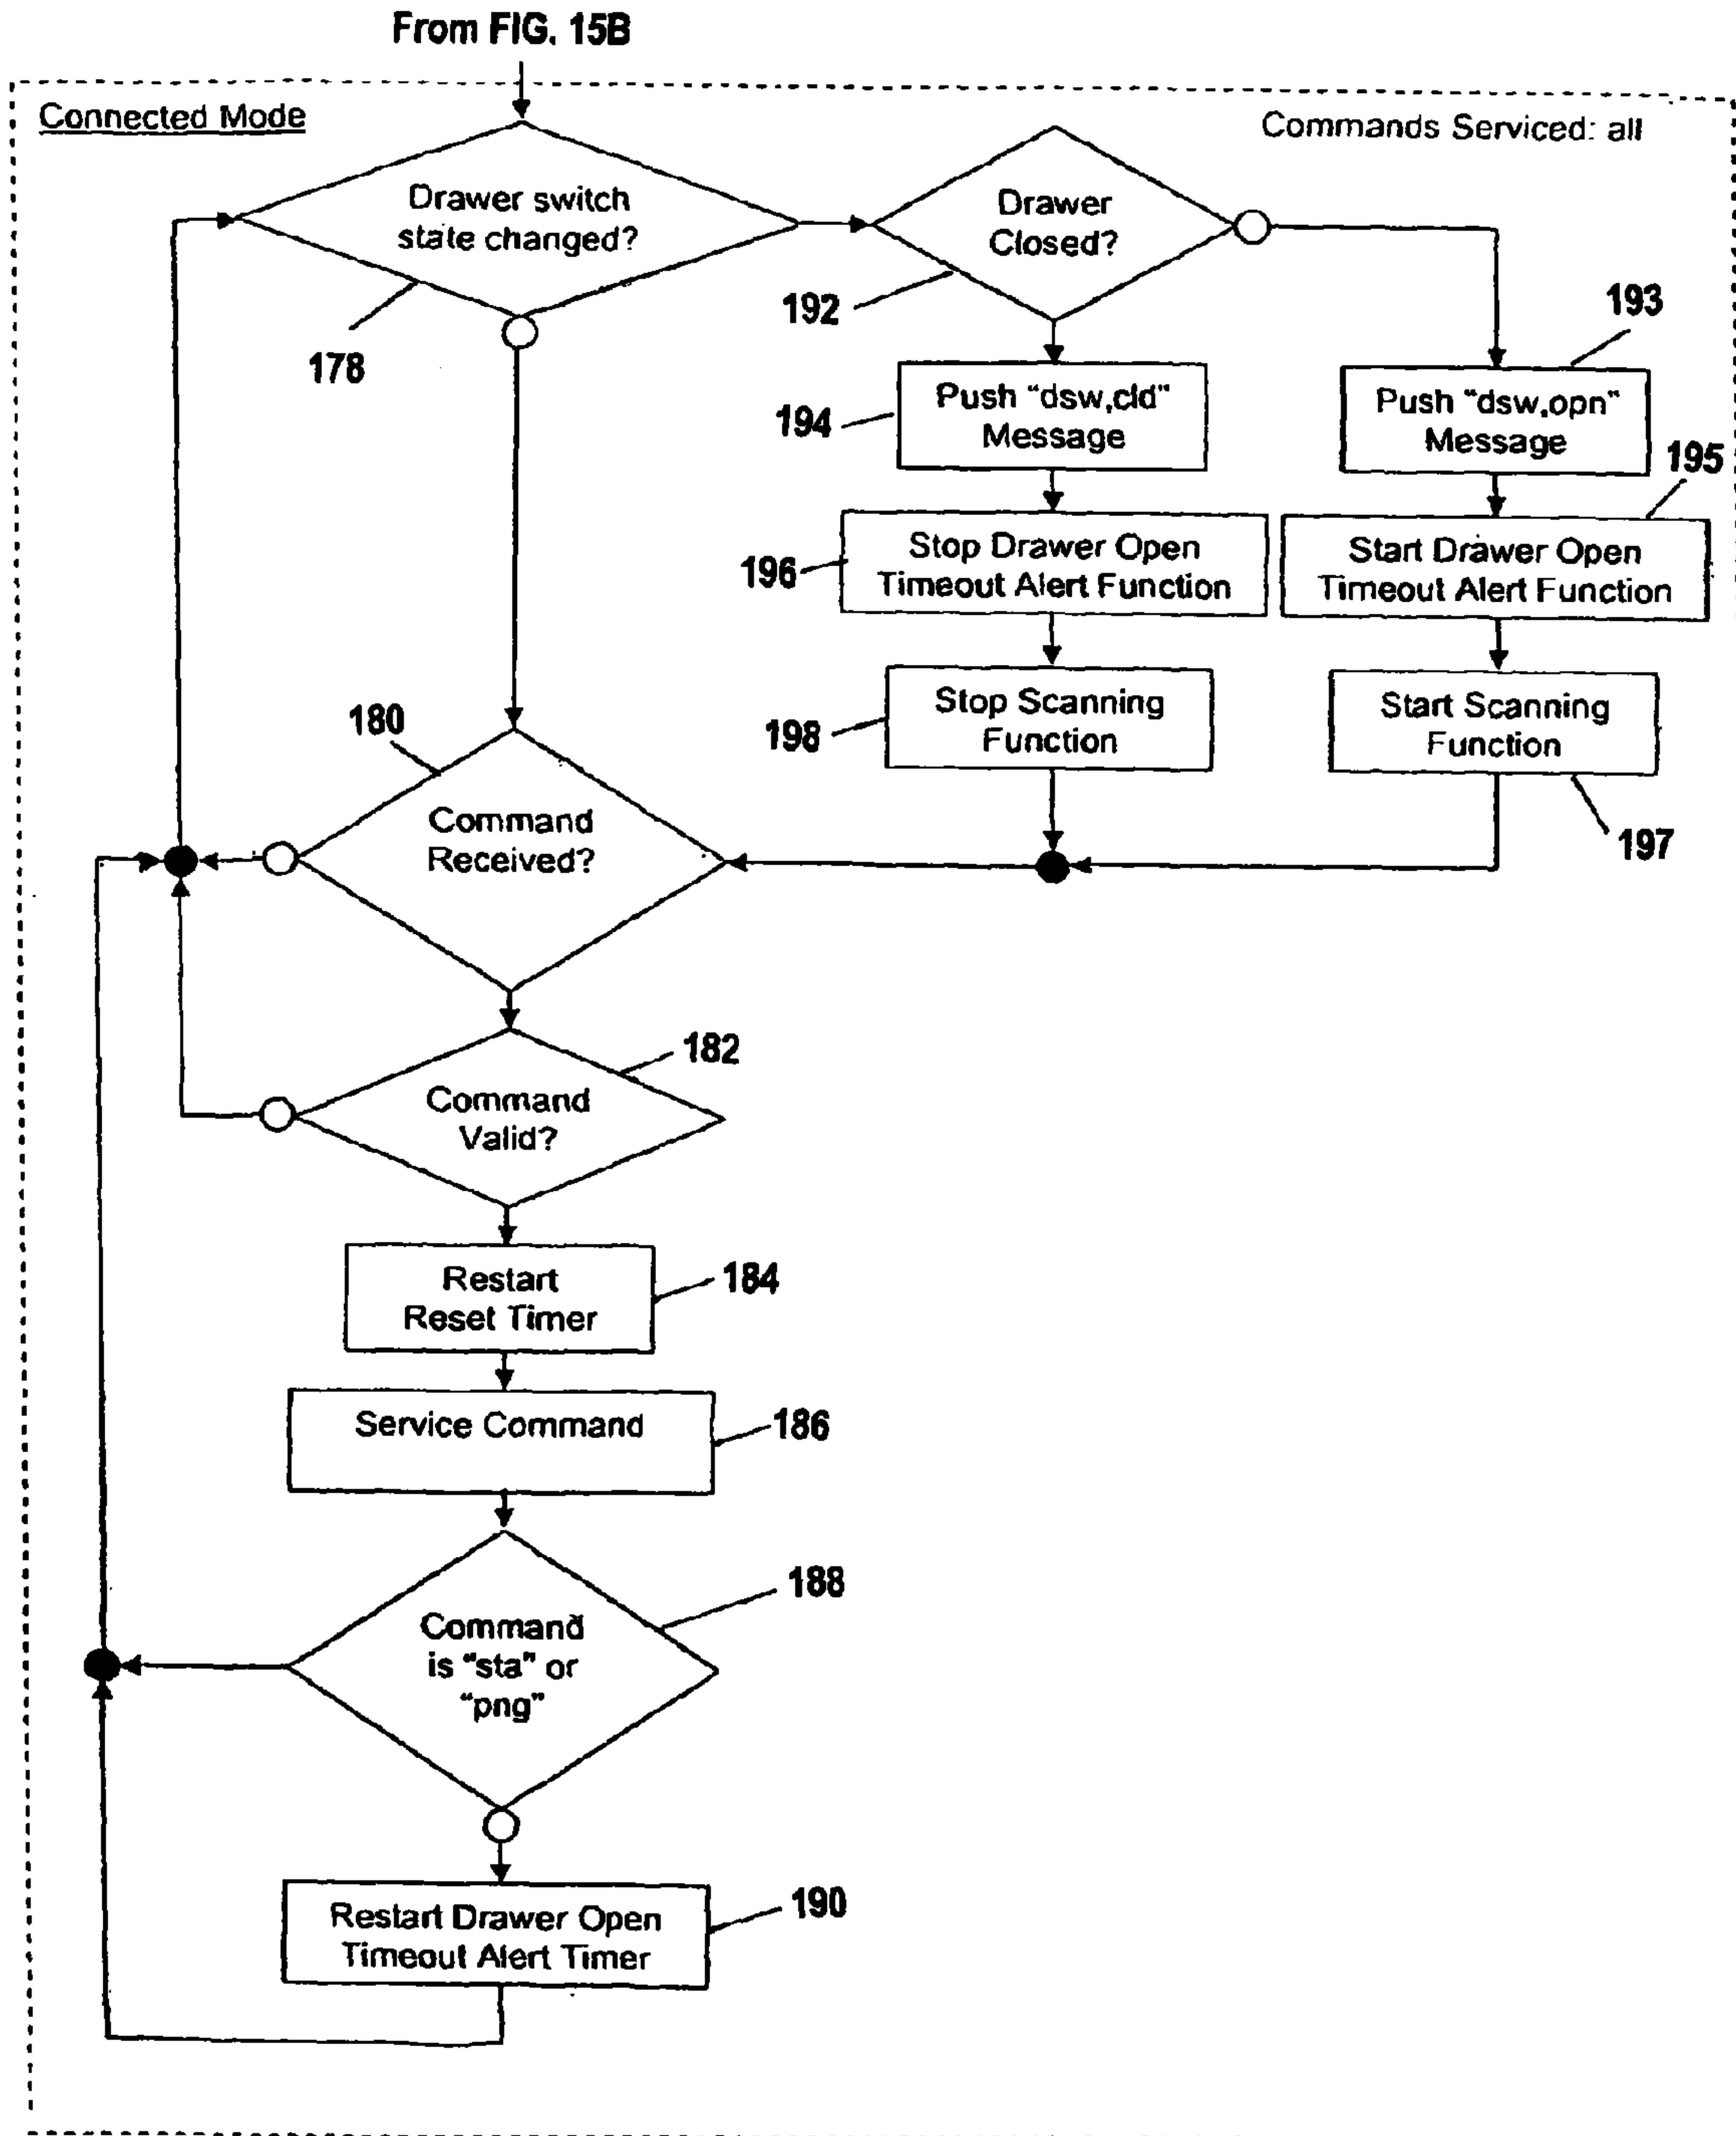 From FIG. 15B
Connected Mode
Commands Serviced: all
Drawer switch
state changed?
178
Drawer
Closed?
192
193
Push "dsw,cld"
Message
194
Push "dsw,opn"
Message
195
Stop Drawer Open
Timeout Alert Function
196
Start Drawer Open
Timeout Alert Function
Stop Scanning
Function
198
Start Scanning
Function
197
180
Command
Received?
182
Command
Valid?
Restart
Reset Timer
184
Service Command
186
188
Command
is "sta" or
"png"
Restart Drawer Open
Timeout Alert Timer
190